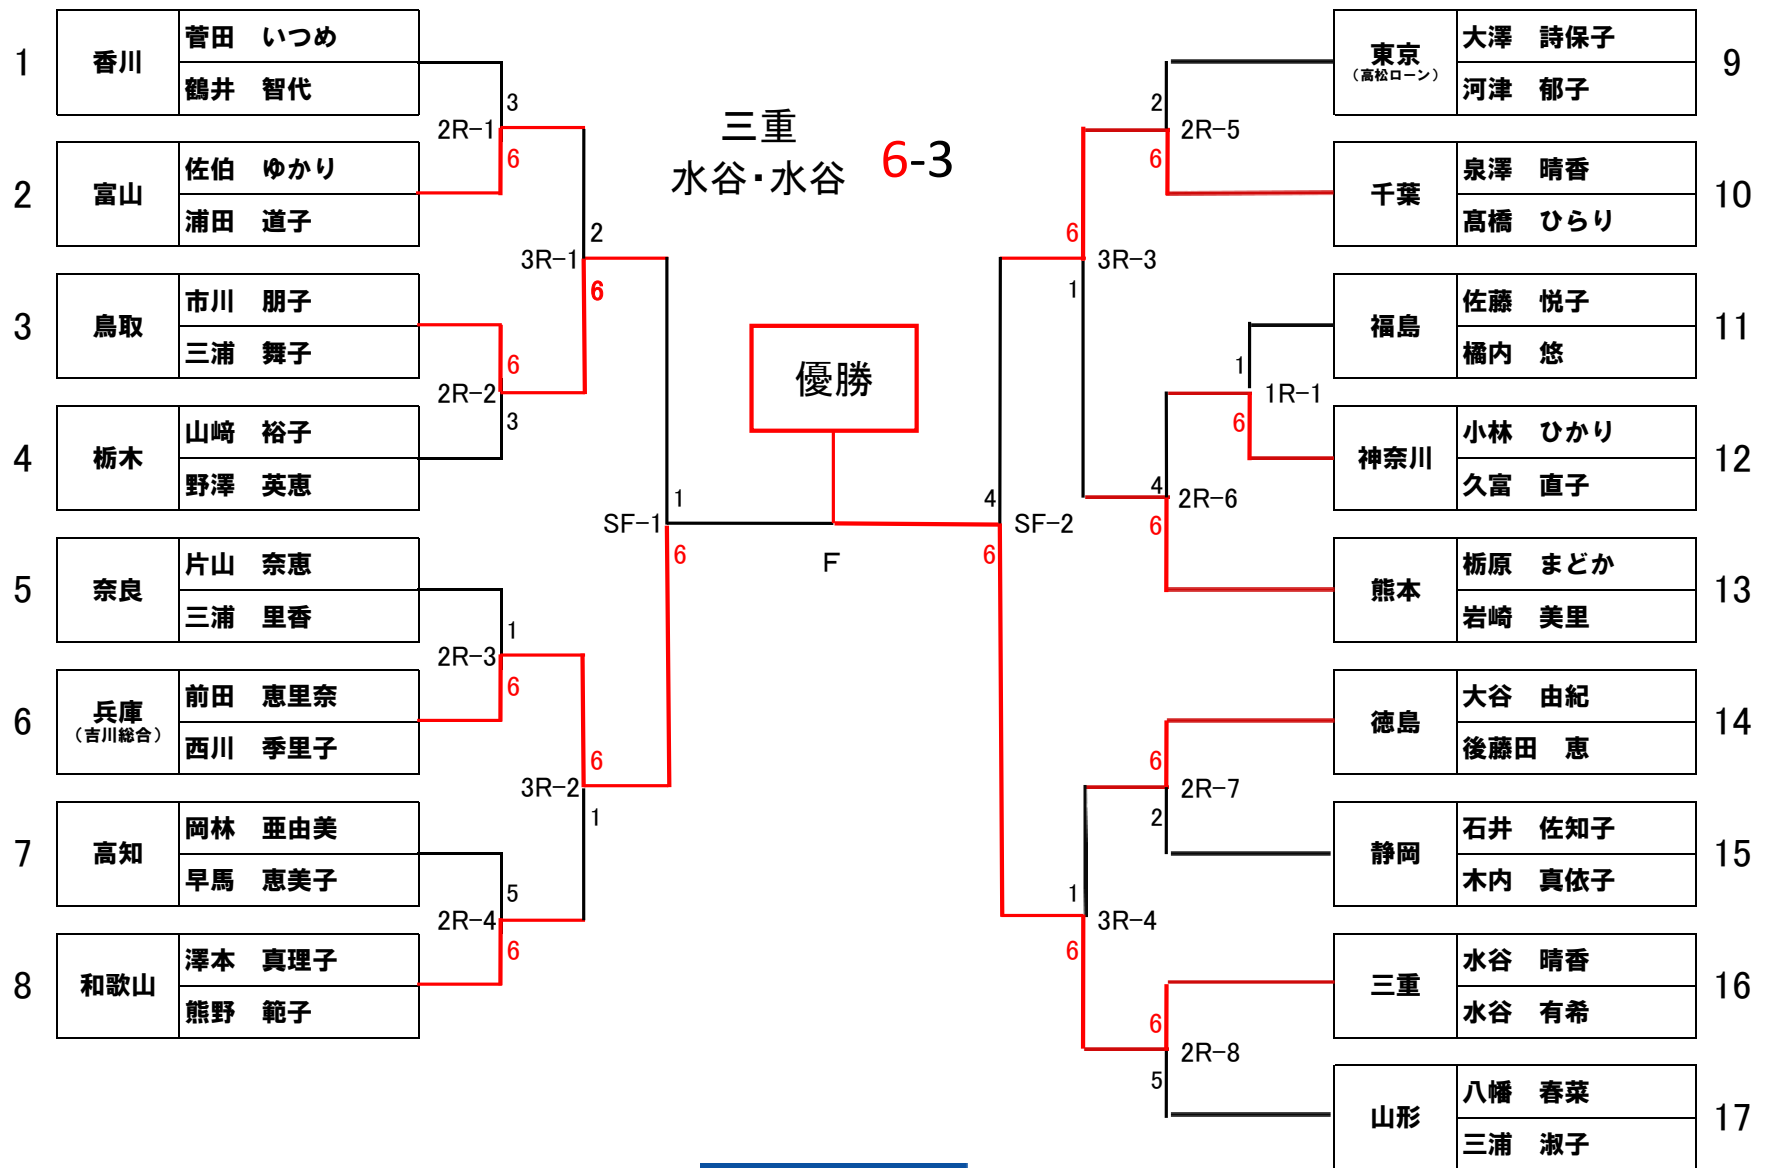 1 香川 菅田　いつめ
鶴井　智代
2 富山 佐伯　ゆかり
浦田　道子
3 鳥取 市川　朋子
三浦　舞子
4 栃木 山﨑　裕子
野澤　英恵
5 奈良 片山　奈恵
三浦　里香
6 兵庫 前田　恵里奈
（吉川総合） 西川　季里子
7 高知 岡林　亜由美
早馬　恵美子
8 和歌山 澤本　真理子
熊野　範子
3
2R-1
6
6
2R-2
3
1
2R-3
6
5
2R-4
6
2
3R-1
6
6
3R-2
1
1
SF-1
6
三重
水谷・水谷 6-3
優勝
F
4
SF-2
6
6
3R-3
1
1
3R-4
6
2
2R-5
6
1
1R-1
6
4
2R-6
6
6
2R-7
2
6
2R-8
5
東京 大澤　詩保子 9
（高松ローン） 河津　郁子
千葉 泉澤　晴香 10
髙橋　ひらり
福島 佐藤　悦子 11
橘内　悠
神奈川 小林　ひかり 12
久富　直子
熊本 栃原　まどか 13
岩崎　美里
徳島 大谷　由紀 14
後藤田　恵
静岡 石井　佐知子 15
木内　真依子
三重 水谷　晴香 16
水谷　有希
山形 八幡　春菜 17
三浦　淑子